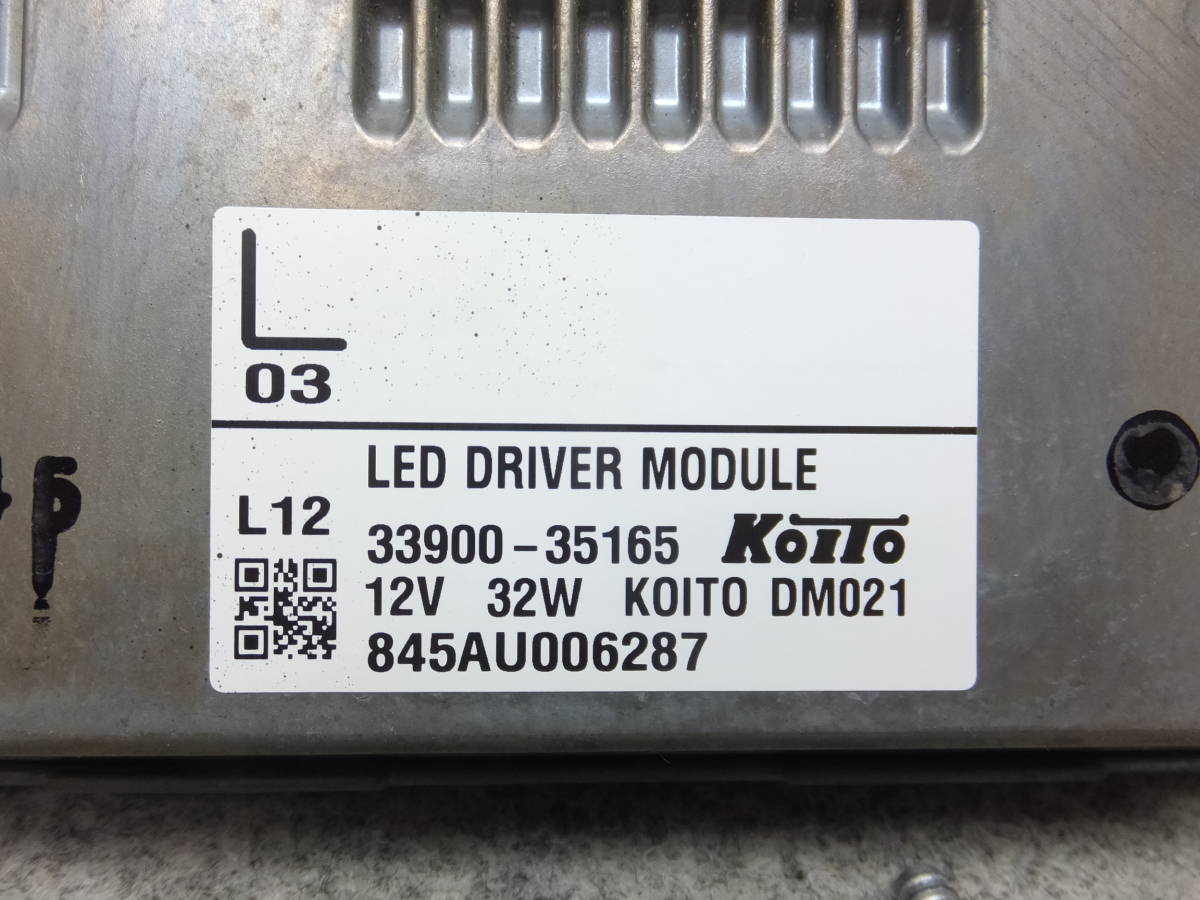 L
03
LED DRIVER MODULE
L12
33900-35165 KOITO
12V 32W KOITO DM021
845AU006287